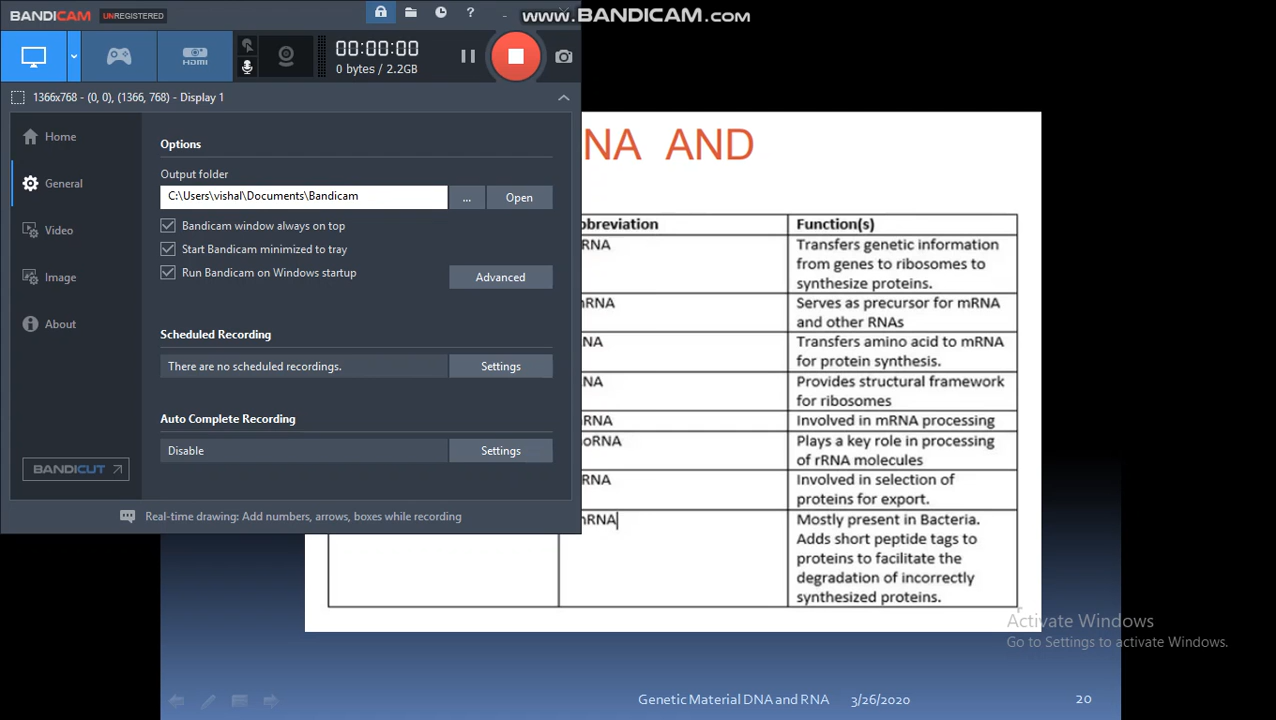 BANDICAM UNREGISTERED
?
www.BANDICAM.com
HDMI
00:00:00
0 bytes / 2.2GB
1366x768 - (0, 0), (1366, 768) - Display 1
Home
General
Video
Image
About
BANDICUT
Options
Output folder
C:\Users\vishal\Documents\Bandicam
...
Open
Bandicam window always on top
Start Bandicam minimized to tray
Run Bandicam on Windows startup
Advanced
Scheduled Recording
There are no scheduled recordings.
Settings
Auto Complete Recording
Disable
Settings
Real-time drawing: Add numbers, arrows, boxes while recording
NA AND
bbreviation
Function(s)
RNA
Transfers genetic information
from genes to ribosomes to
synthesize proteins.
nRNA
Serves as precursor for mRNA
and other RNAs
NA
Transfers amino acid to mRNA
for protein synthesis.
NA
Provides structural framework
for ribosomes
RNA
Involved in mRNA processing
oRNA
Plays a key role in processing
of rRNA molecules
RNA
Involved in selection of
proteins for export.
RNA
Mostly present in Bacteria.
Adds short peptide tags to
proteins to facilitate the
degradation of incorrectly
synthesized proteins.
Activate Windows
Go to Settings to activate Windows.
Genetic Material DNA and RNA
3/26/2020
20